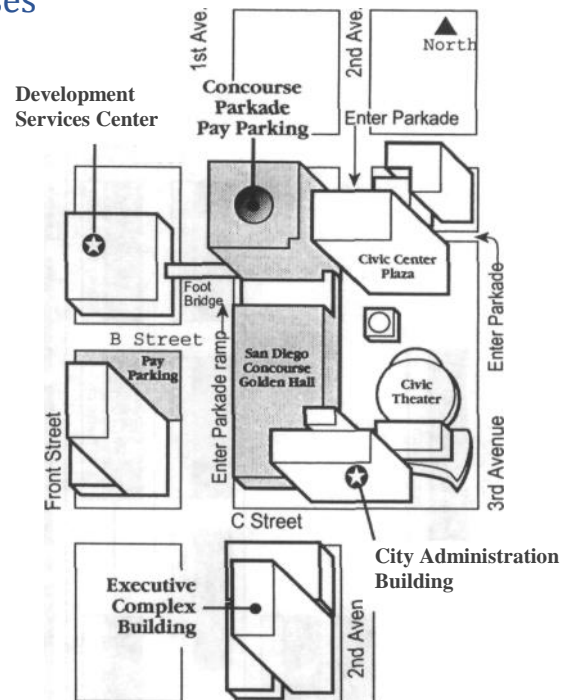 1st Ave.
2nd Ave.
North
Concourse
Parkade
Pay Parking
Development
Services Center
Enter Parkade
Civic Center
Plaza
Foot
Bridge
Enter Parkade
B Street
Pay
Parking
Enter Parkade ramp
San Diego
Concourse
Golden Hall
Civic
Theater
Front Street
3rd Avenue
C Street
City Administration
Building
Executive
Complex
Building
2nd Aven